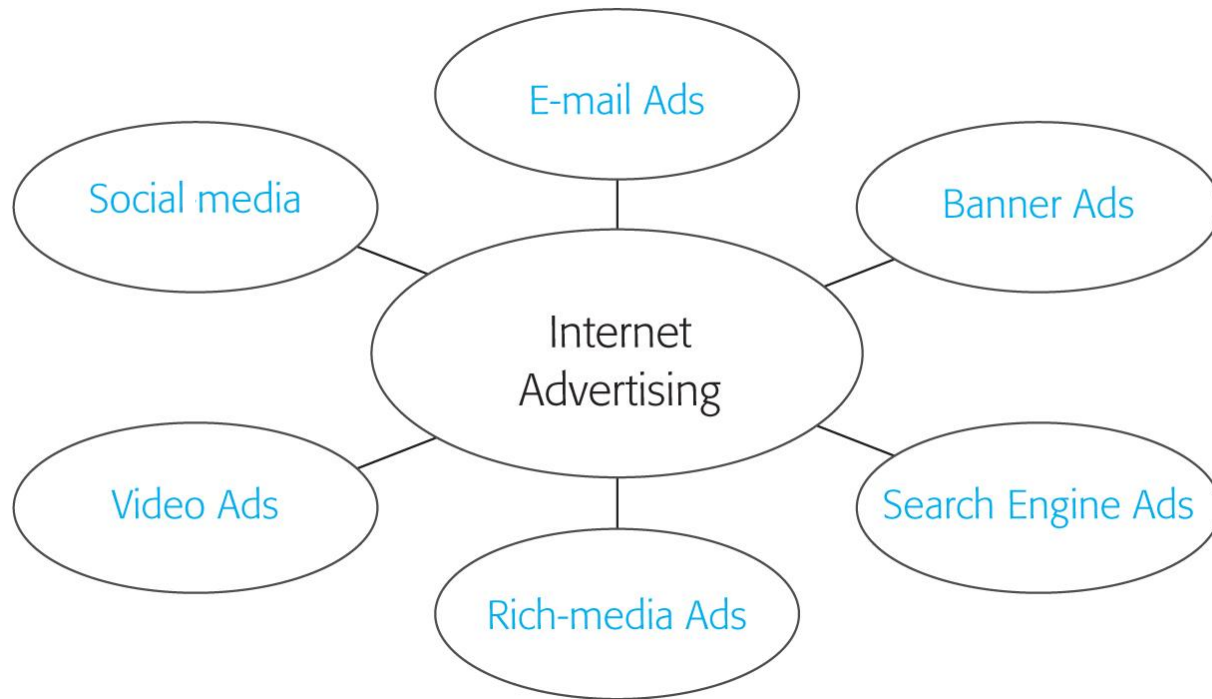 E-mail Ads
Social media
Banner Ads
Internet
Advertising
Video Ads
Search Engine Ads
Rich-media Ads